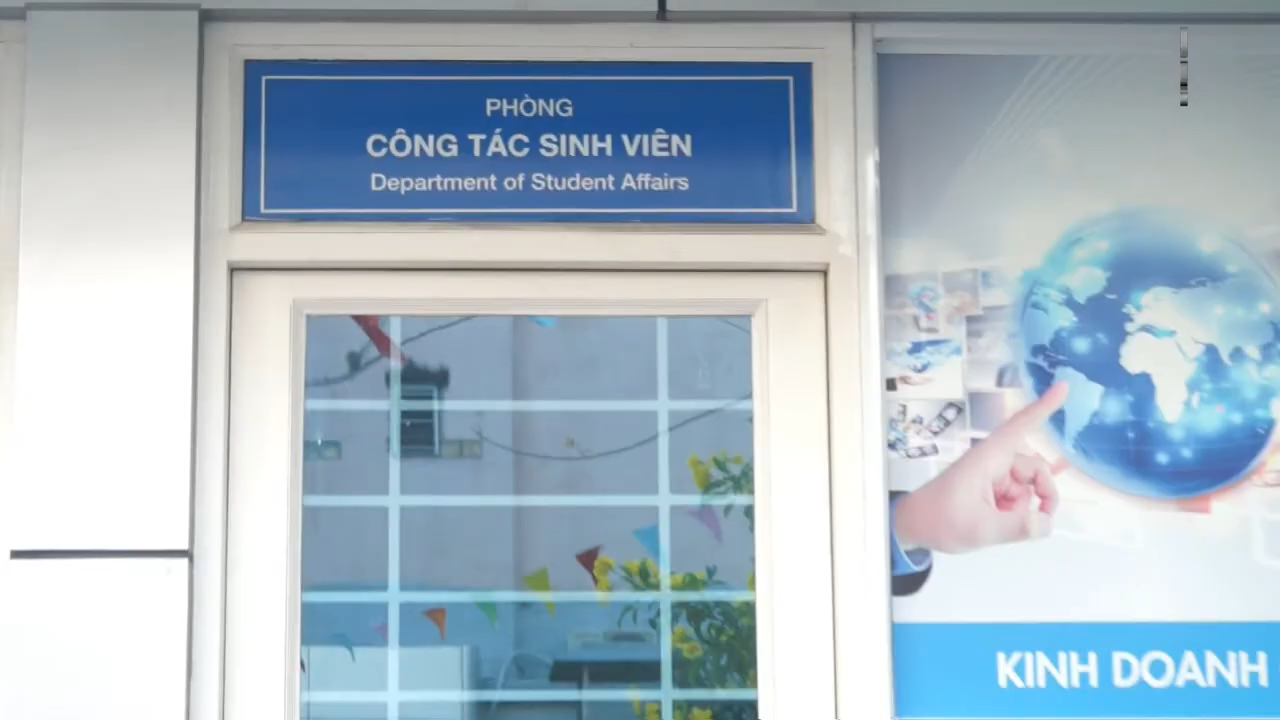 PHÒNG
CÔNG TÁC SINH VIÊN
Department of Student Affairs
KINH DOANH